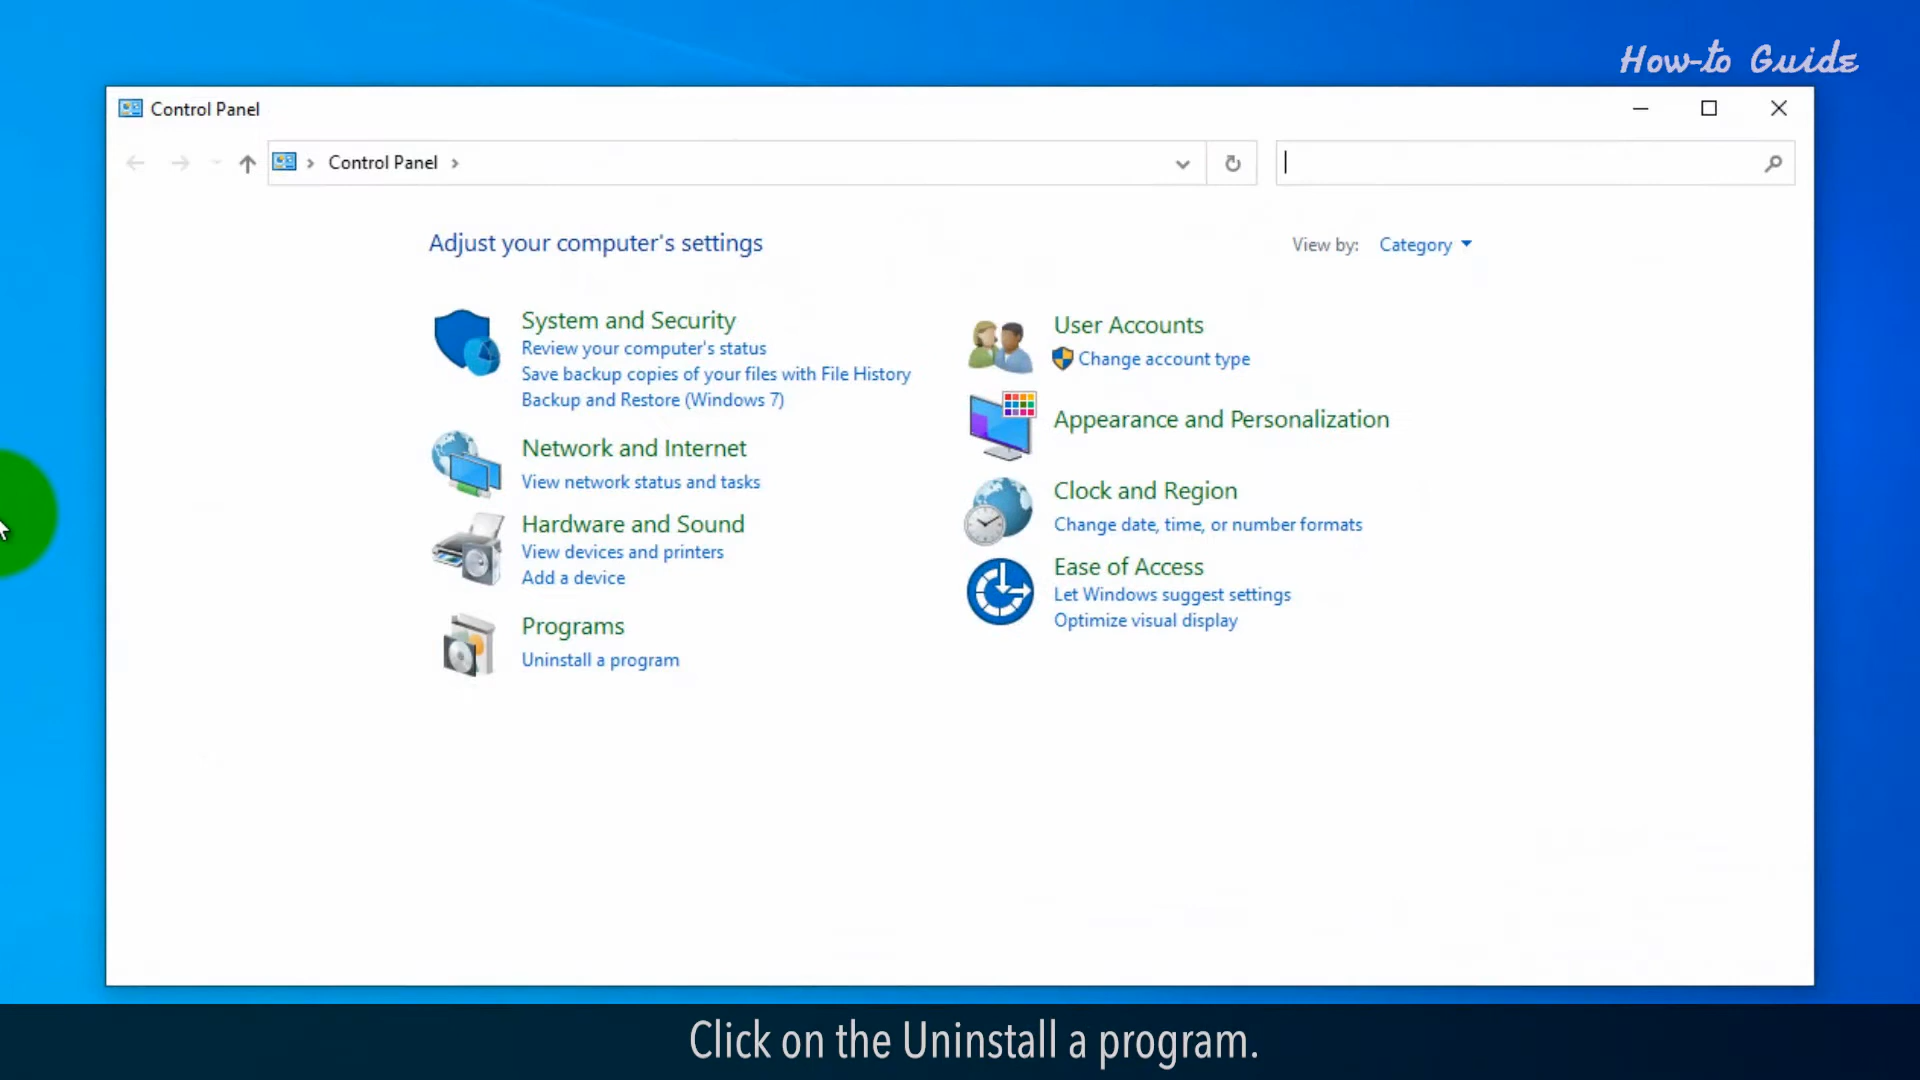 How-to Guide
Control Panel
Control Panel
Adjust your computer's settings
View by: Category
System and Security
Review your computer's status
Save backup copies of your files with File History
Backup and Restore (Windows 7)
Network and Internet
View network status and tasks
Hardware and Sound
View devices and printers
Add a device
Programs
Uninstall a program
User Accounts
Change account type
Appearance and Personalization
Clock and Region
Change date, time, or number formats
Ease of Access
Let Windows suggest settings
Optimize visual display
Click on the Uninstall a program.